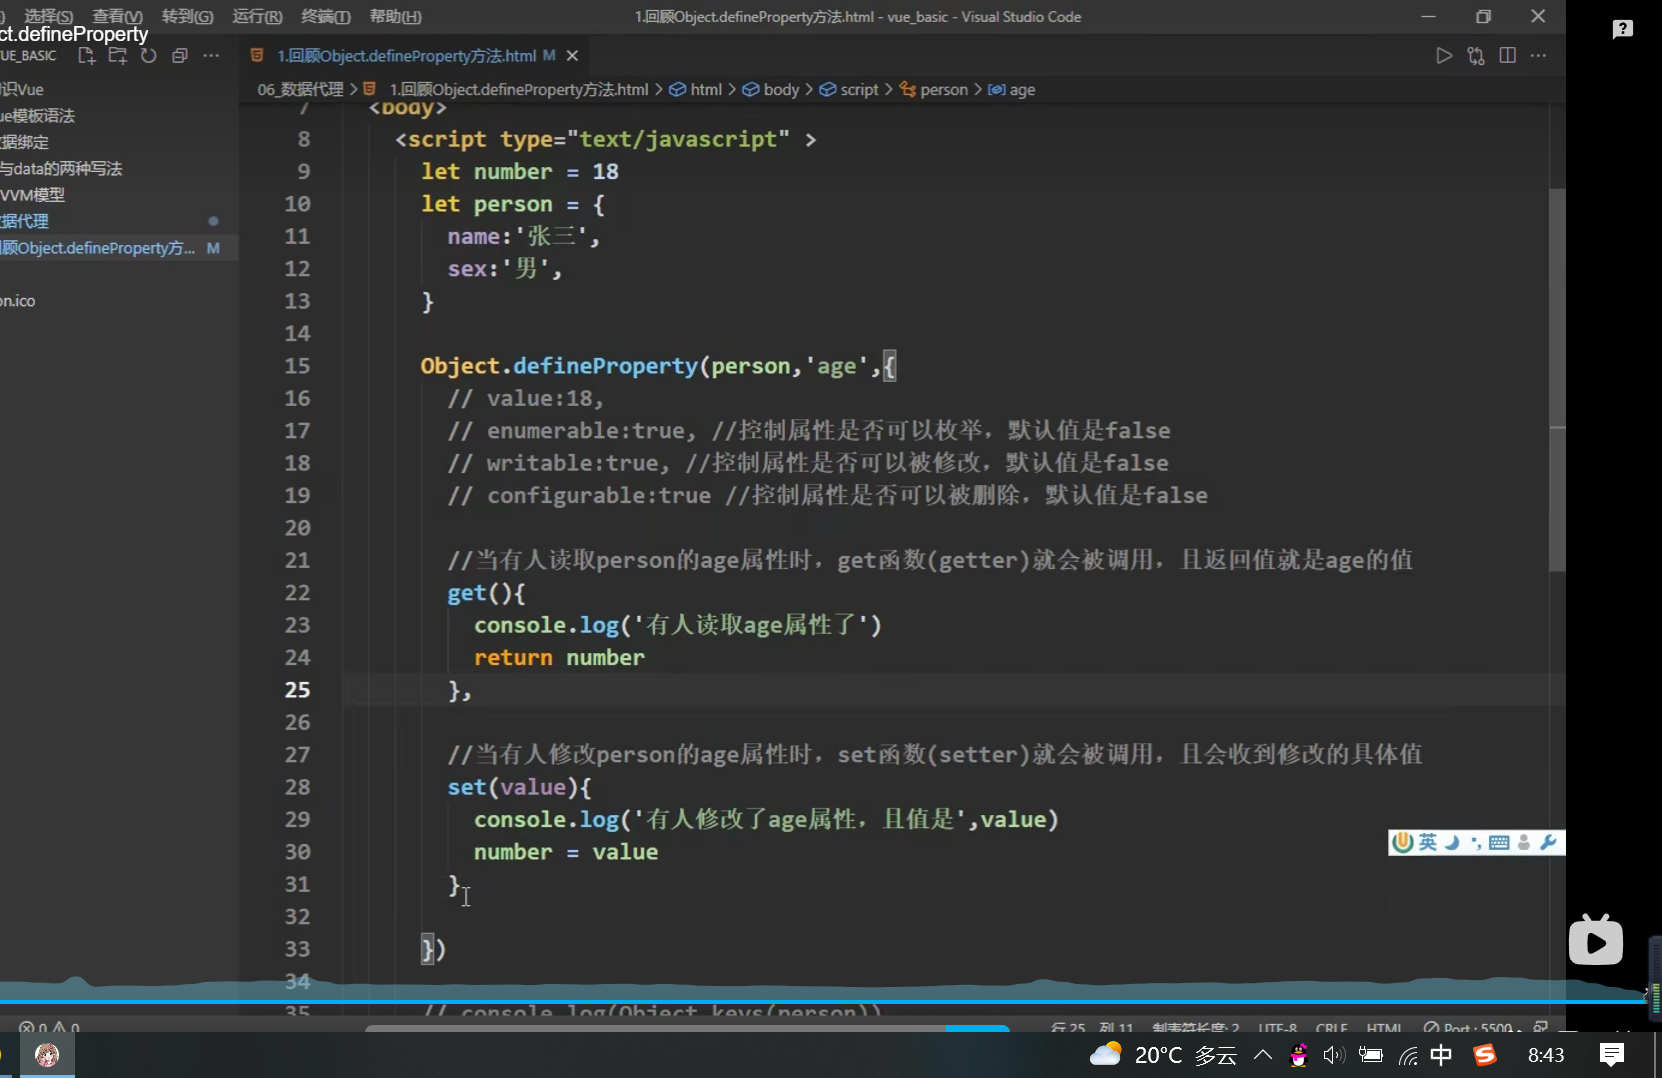 选择(S) 查看(V) 转到(G) 运行(R) 终端(T) 帮助(H) 1.回顾Object.defineProperty方法.html - vue_basic - Visual Studio Code
ct.defineProperty
UE_BASIC
1.回顾Object.defineProperty方法.html M
06_数据代理 > 1.回顾Object.defineProperty方法.html > html > body > script > person > age
识Vue
ue模板语法
据绑定
与data的两种写法
VVM模型
据代理
回顾Object.defineProperty方... M
on.ico
7 <body>
8 <script type="text/javascript" >
9 let number = 18
10 let person = {
11 name:'张三',
12 sex:'男',
13 }
14
15 Object.defineProperty(person,'age',{
16 // value:18,
17 // enumerable:true, //控制属性是否可以枚举，默认值是false
18 // writable:true, //控制属性是否可以被修改，默认值是false
19 // configurable:true //控制属性是否可以被删除，默认值是false
20
21 //当有人读取person的age属性时，get函数(getter)就会被调用，且返回值就是age的值
22 get(){
23 console.log('有人读取age属性了')
24 return number
25 },
26
27 //当有人修改person的age属性时，set函数(setter)就会被调用，且会收到修改的具体值
28 set(value){
29 console.log('有人修改了age属性，且值是',value)
30 number = value
31 }
32
33 })
34
35 // console.log(Object.keys(person))
英
0 0 行 25 列 11 制表符长度: 2 UTF-8 CRLF HTML Port : 5500
20°C 多云 中 8:43